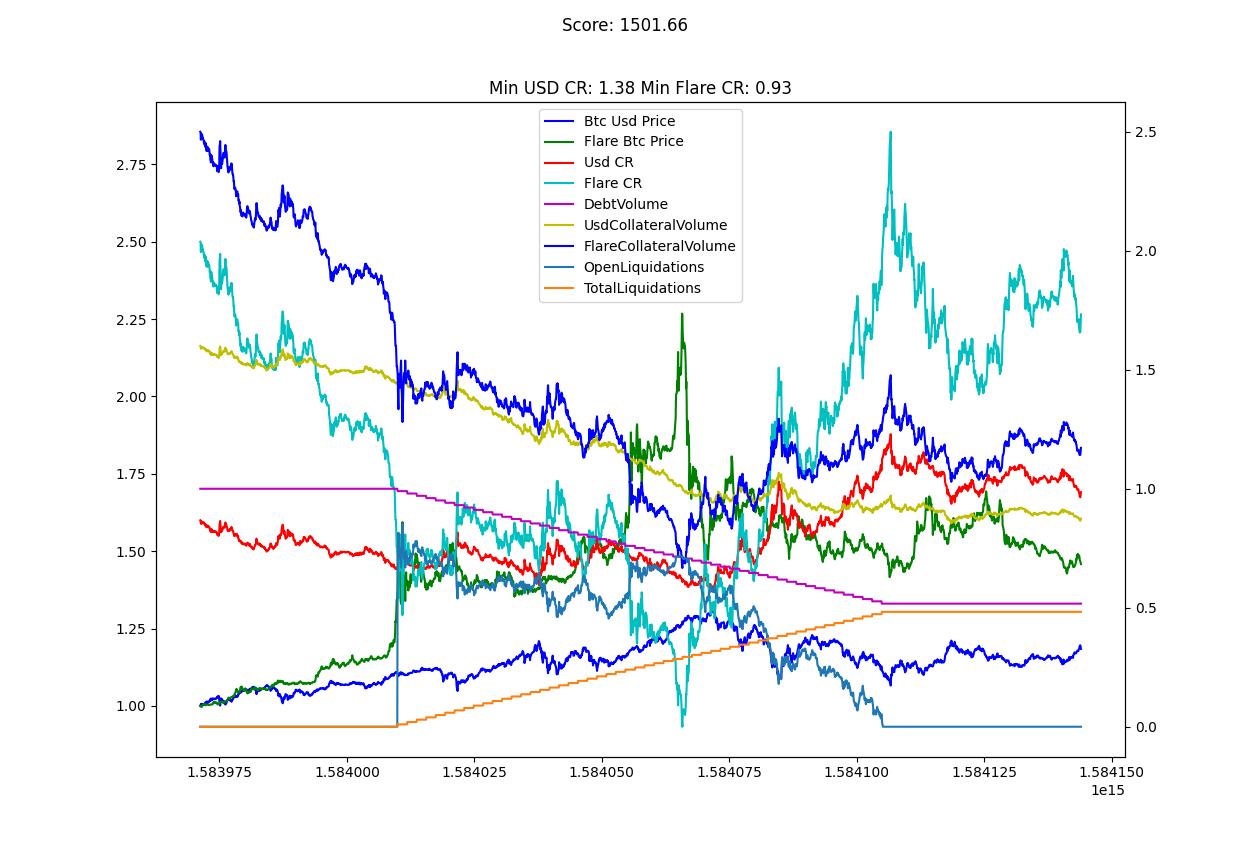 Score: 1501.66
Min USD CR: 1.38 Min Flare CR: 0.93
Btc Usd Price
Flare Btc Price
Usd CR
Flare CR
DebtVolume
UsdCollateralVolume
FlareCollateralVolume
OpenLiquidations
TotalLiquidations
2.75
2.50
2.25
2.00
1.75
1.50
1.25
1.00
2.5
2.0
1.5
1.0
0.5
0.0
1.583975
1.584000
1.584025
1.584050
1.584075
1.584100
1.584125
1.584150
1e15